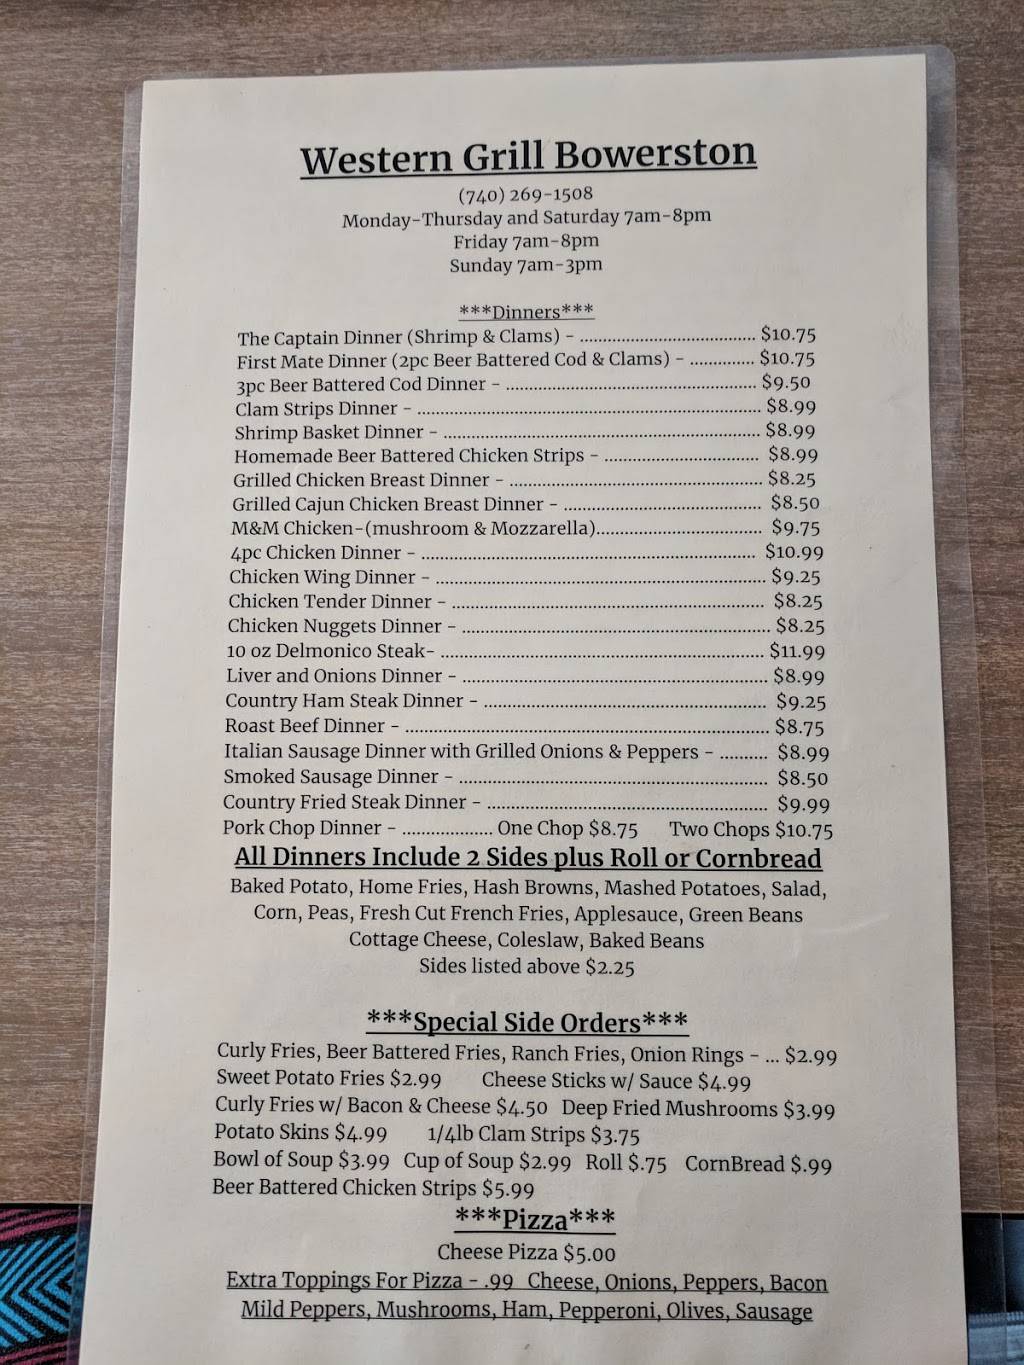 Western Grill Bowerston
(740) 269-1508
Monday-Thursday and Saturday 7am-8pm
Friday 7am-8pm
Sunday 7am-3pm
***Dinners***
The Captain Dinner (Shrimp & Clams) - .................................... $10.75
First Mate Dinner (2pc Beer Battered Cod & Clams) - ............. $10.75
3pc Beer Battered Cod Dinner - .................................................... $9.50
Clam Strips Dinner - ....................................................................... $8.99
Shrimp Basket Dinner - .................................................................. $8.99
Homemade Beer Battered Chicken Strips - ................................ $8.99
Grilled Chicken Breast Dinner - .................................................... $8.25
Grilled Cajun Chicken Breast Dinner - ......................................... $8.50
M&M Chicken-(mushroom & Mozzarella).................................. $9.75
4pc Chicken Dinner - ..................................................................... $10.99
Chicken Wing Dinner - .................................................................... $9.25
Chicken Tender Dinner - ................................................................ $8.25
Chicken Nuggets Dinner - ............................................................... $8.25
10 oz Delmonico Steak- ................................................................... $11.99
Liver and Onions Dinner - ............................................................... $8.99
Country Ham Steak Dinner - .......................................................... $9.25
Roast Beef Dinner - ........................................................................... $8.75
Italian Sausage Dinner with Grilled Onions & Peppers - .......... $8.99
Smoked Sausage Dinner - ............................................................... $8.50
Country Fried Steak Dinner - ......................................................... $9.99
Pork Chop Dinner - ................... One Chop $8.75 Two Chops $10.75
All Dinners Include 2 Sides plus Roll or Cornbread
Baked Potato, Home Fries, Hash Browns, Mashed Potatoes, Salad,
Corn, Peas, Fresh Cut French Fries, Applesauce, Green Beans
Cottage Cheese, Coleslaw, Baked Beans
Sides listed above $2.25
***Special Side Orders***
Curly Fries, Beer Battered Fries, Ranch Fries, Onion Rings - ... $2.99
Sweet Potato Fries $2.99 Cheese Sticks w/ Sauce $4.99
Curly Fries w/ Bacon & Cheese $4.50 Deep Fried Mushrooms $3.99
Potato Skins $4.99 1/4lb Clam Strips $3.75
Bowl of Soup $3.99 Cup of Soup $2.99 Roll $.75 CornBread $.99
Beer Battered Chicken Strips $5.99
***Pizza***
Cheese Pizza $5.00
Extra Toppings For Pizza - .99 Cheese, Onions, Peppers, Bacon
Mild Peppers, Mushrooms, Ham, Pepperoni, Olives, Sausage